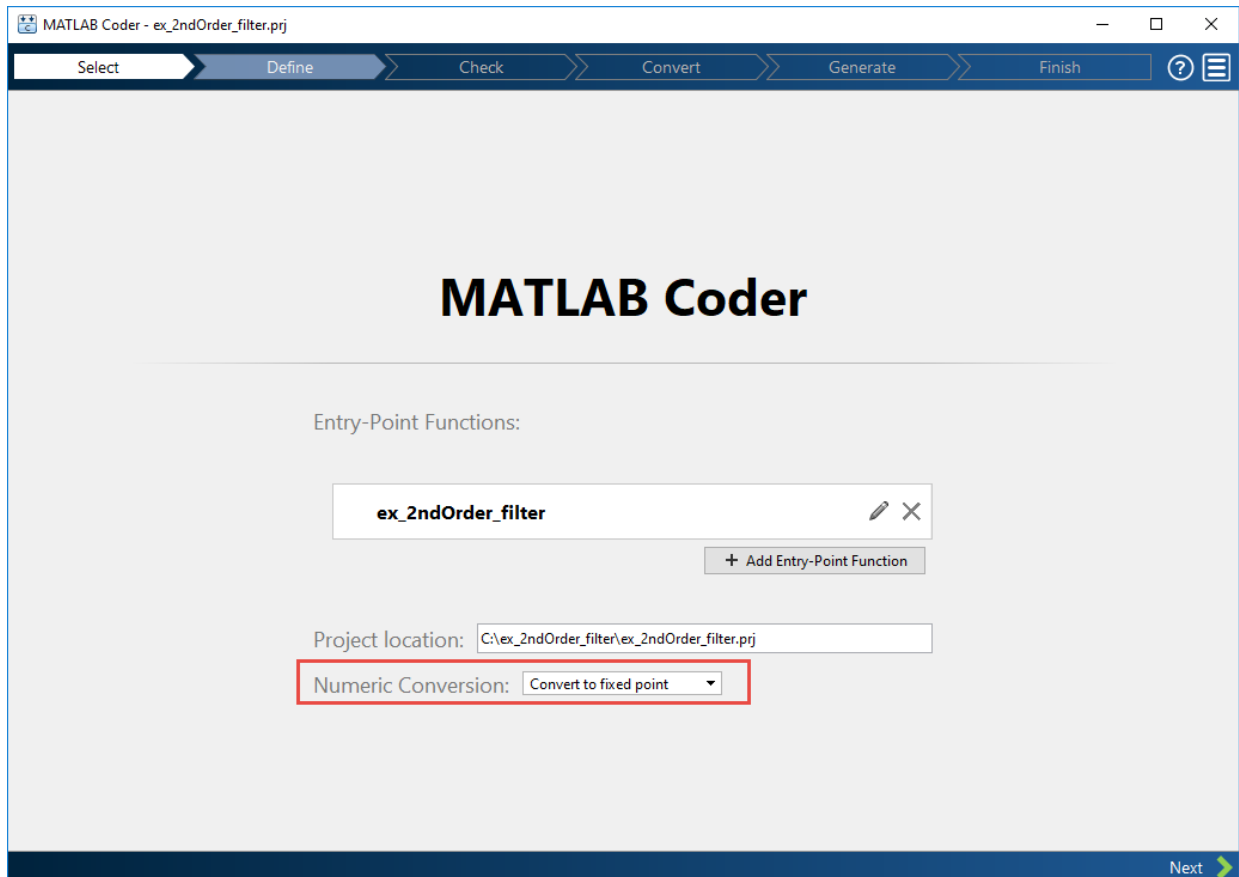 MATLAB Coder - ex_2ndOrder_filter.prj
Select Define Check Convert Generate Finish ?
MATLAB Coder
Entry-Point Functions:
ex_2ndOrder_filter
+ Add Entry-Point Function
Project location: C:\ex_2ndOrder_filter\ex_2ndOrder_filter.prj
Numeric Conversion: Convert to fixed point
Next